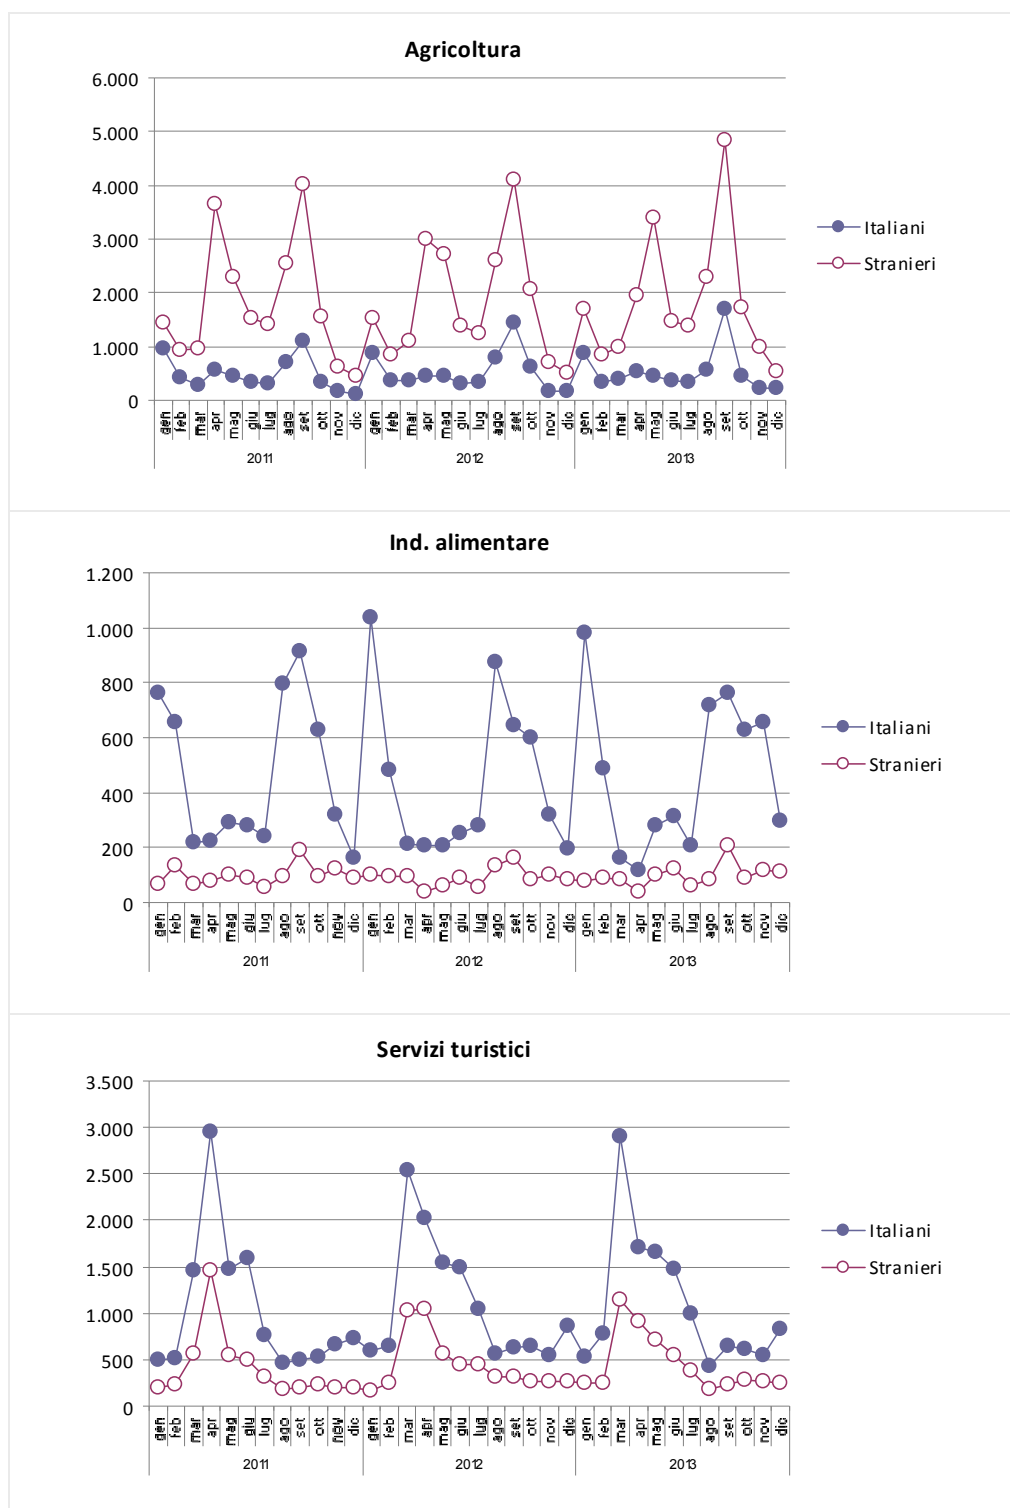 Agricoltura
6.000
5.000
4.000
3.000
2.000
1.000
0
gen feb mar apr mag giu lug ago set ott nov dic gen feb mar apr mag giu lug ago set ott nov dic gen feb mar apr mag giu lug ago set ott nov dic
2011 2012 2013
Italiani
Stranieri
Ind. alimentare
1.200
1.000
800
600
400
200
0
gen feb mar apr mag giu lug ago set ott nov dic gen feb mar apr mag giu lug ago set ott nov dic gen feb mar apr mag giu lug ago set ott nov dic
2011 2012 2013
Italiani
Stranieri
Servizi turistici
3.500
3.000
2.500
2.000
1.500
1.000
500
0
gen feb mar apr mag giu lug ago set ott nov dic gen feb mar apr mag giu lug ago set ott nov dic gen feb mar apr mag giu lug ago set ott nov dic
2011 2012 2013
Italiani
Stranieri